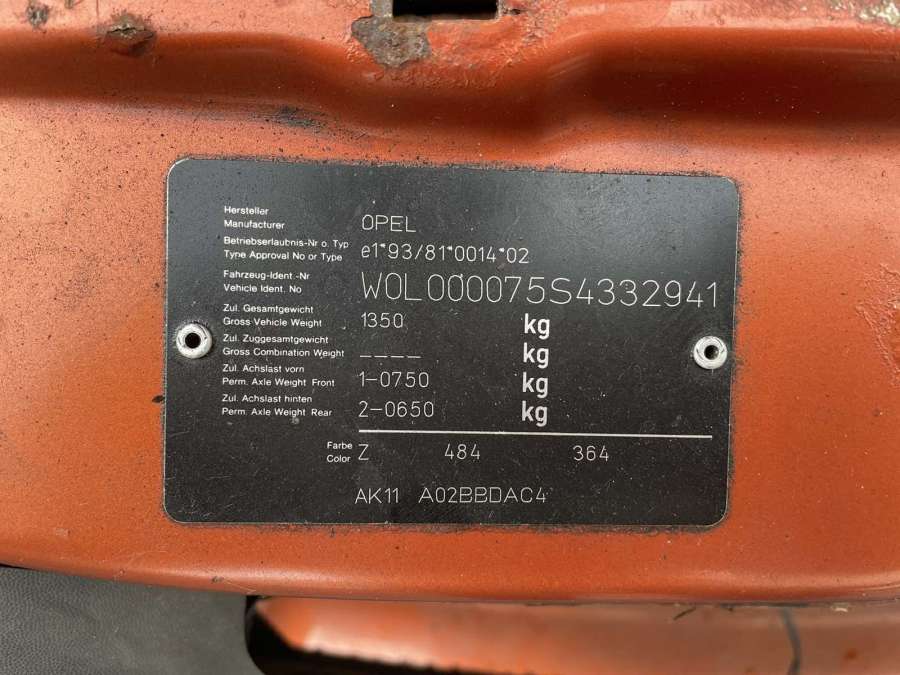 Hersteller
Manufacturer OPEL
Betriebserlaubnis-Nr o. Typ
Type Approval No or Type e1*93/81*0014*02
Fahrzeug-Ident.-Nr
Vehicle Ident. No W0L000075S4332941
Zul. Gesamtgewicht
Gross Vehicle Weight 1350 kg
Zul. Zuggesamtgewicht
Gross Combination Weight ____ kg
Zul. Achslast vorn
Perm. Axle Weight Front 1-0750 kg
Zul. Achslast hinten
Perm. Axle Weight Rear 2-0650 kg
Farbe
Color Z 484 364
AK11 A02BBDAC4